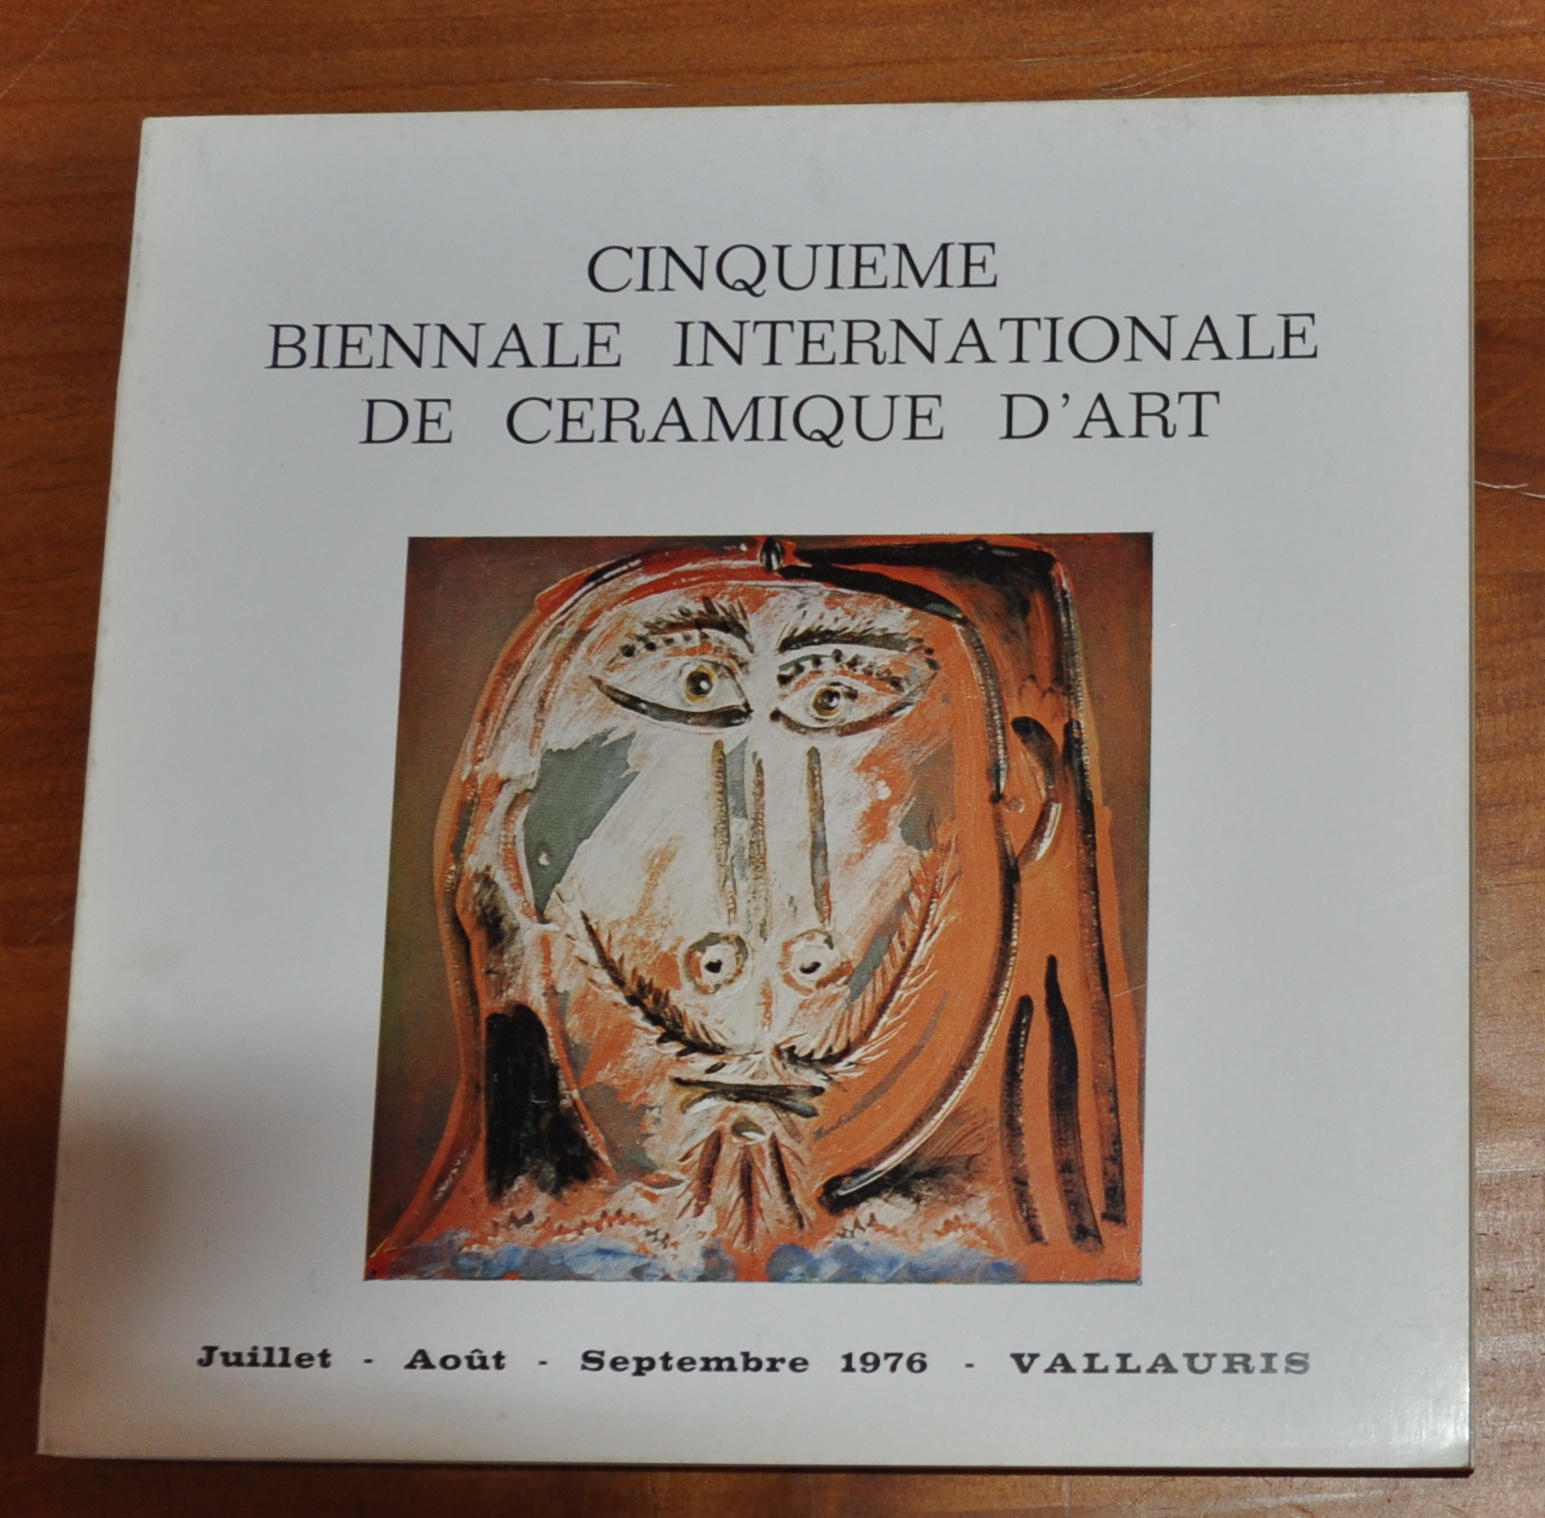 CINQUIEME
BIENNALE INTERNATIONALE
DE CERAMIQUE D'ART
Juillet - Août - Septembre 1976 - VALLAURIS